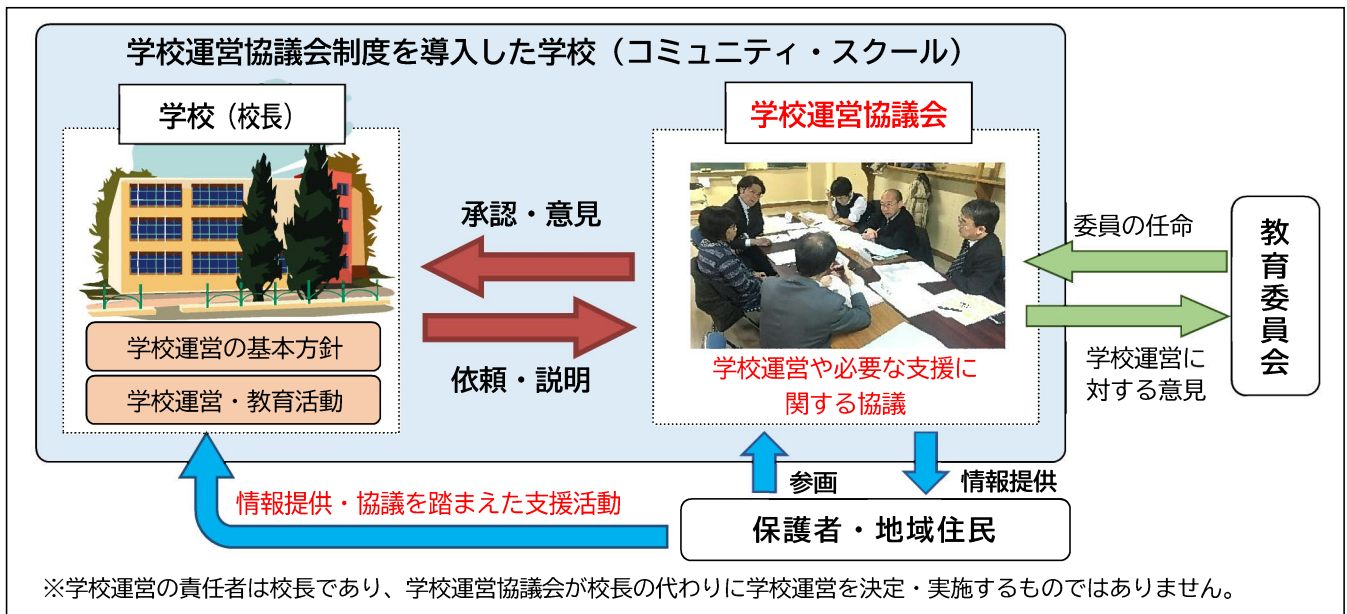 学校運営協議会制度を導入した学校（コミュニティ・スクール）
学校（校長）
学校運営の基本方針
学校運営・教育活動
承認・意見
依頼・説明
学校運営協議会
学校運営や必要な支援に
関する協議
委員の任命
学校運営に
対する意見
教育委員会
参画
情報提供
情報提供・協議を踏まえた支援活動
保護者・地域住民
※学校運営の責任者は校長であり、学校運営協議会が校長の代わりに学校運営を決定・実施するものではありません。